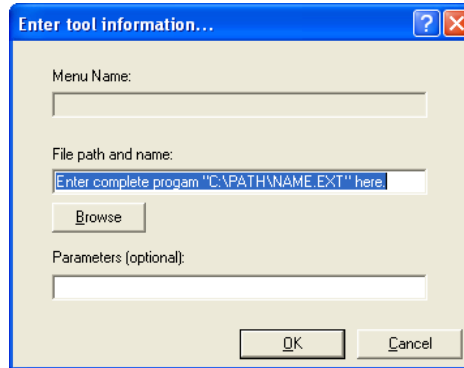 Enter tool information...
Menu Name:
File path and name:
Enter complete progam "C:\PATH\NAME.EXT" here.
Browse
Parameters (optional):
OK
Cancel